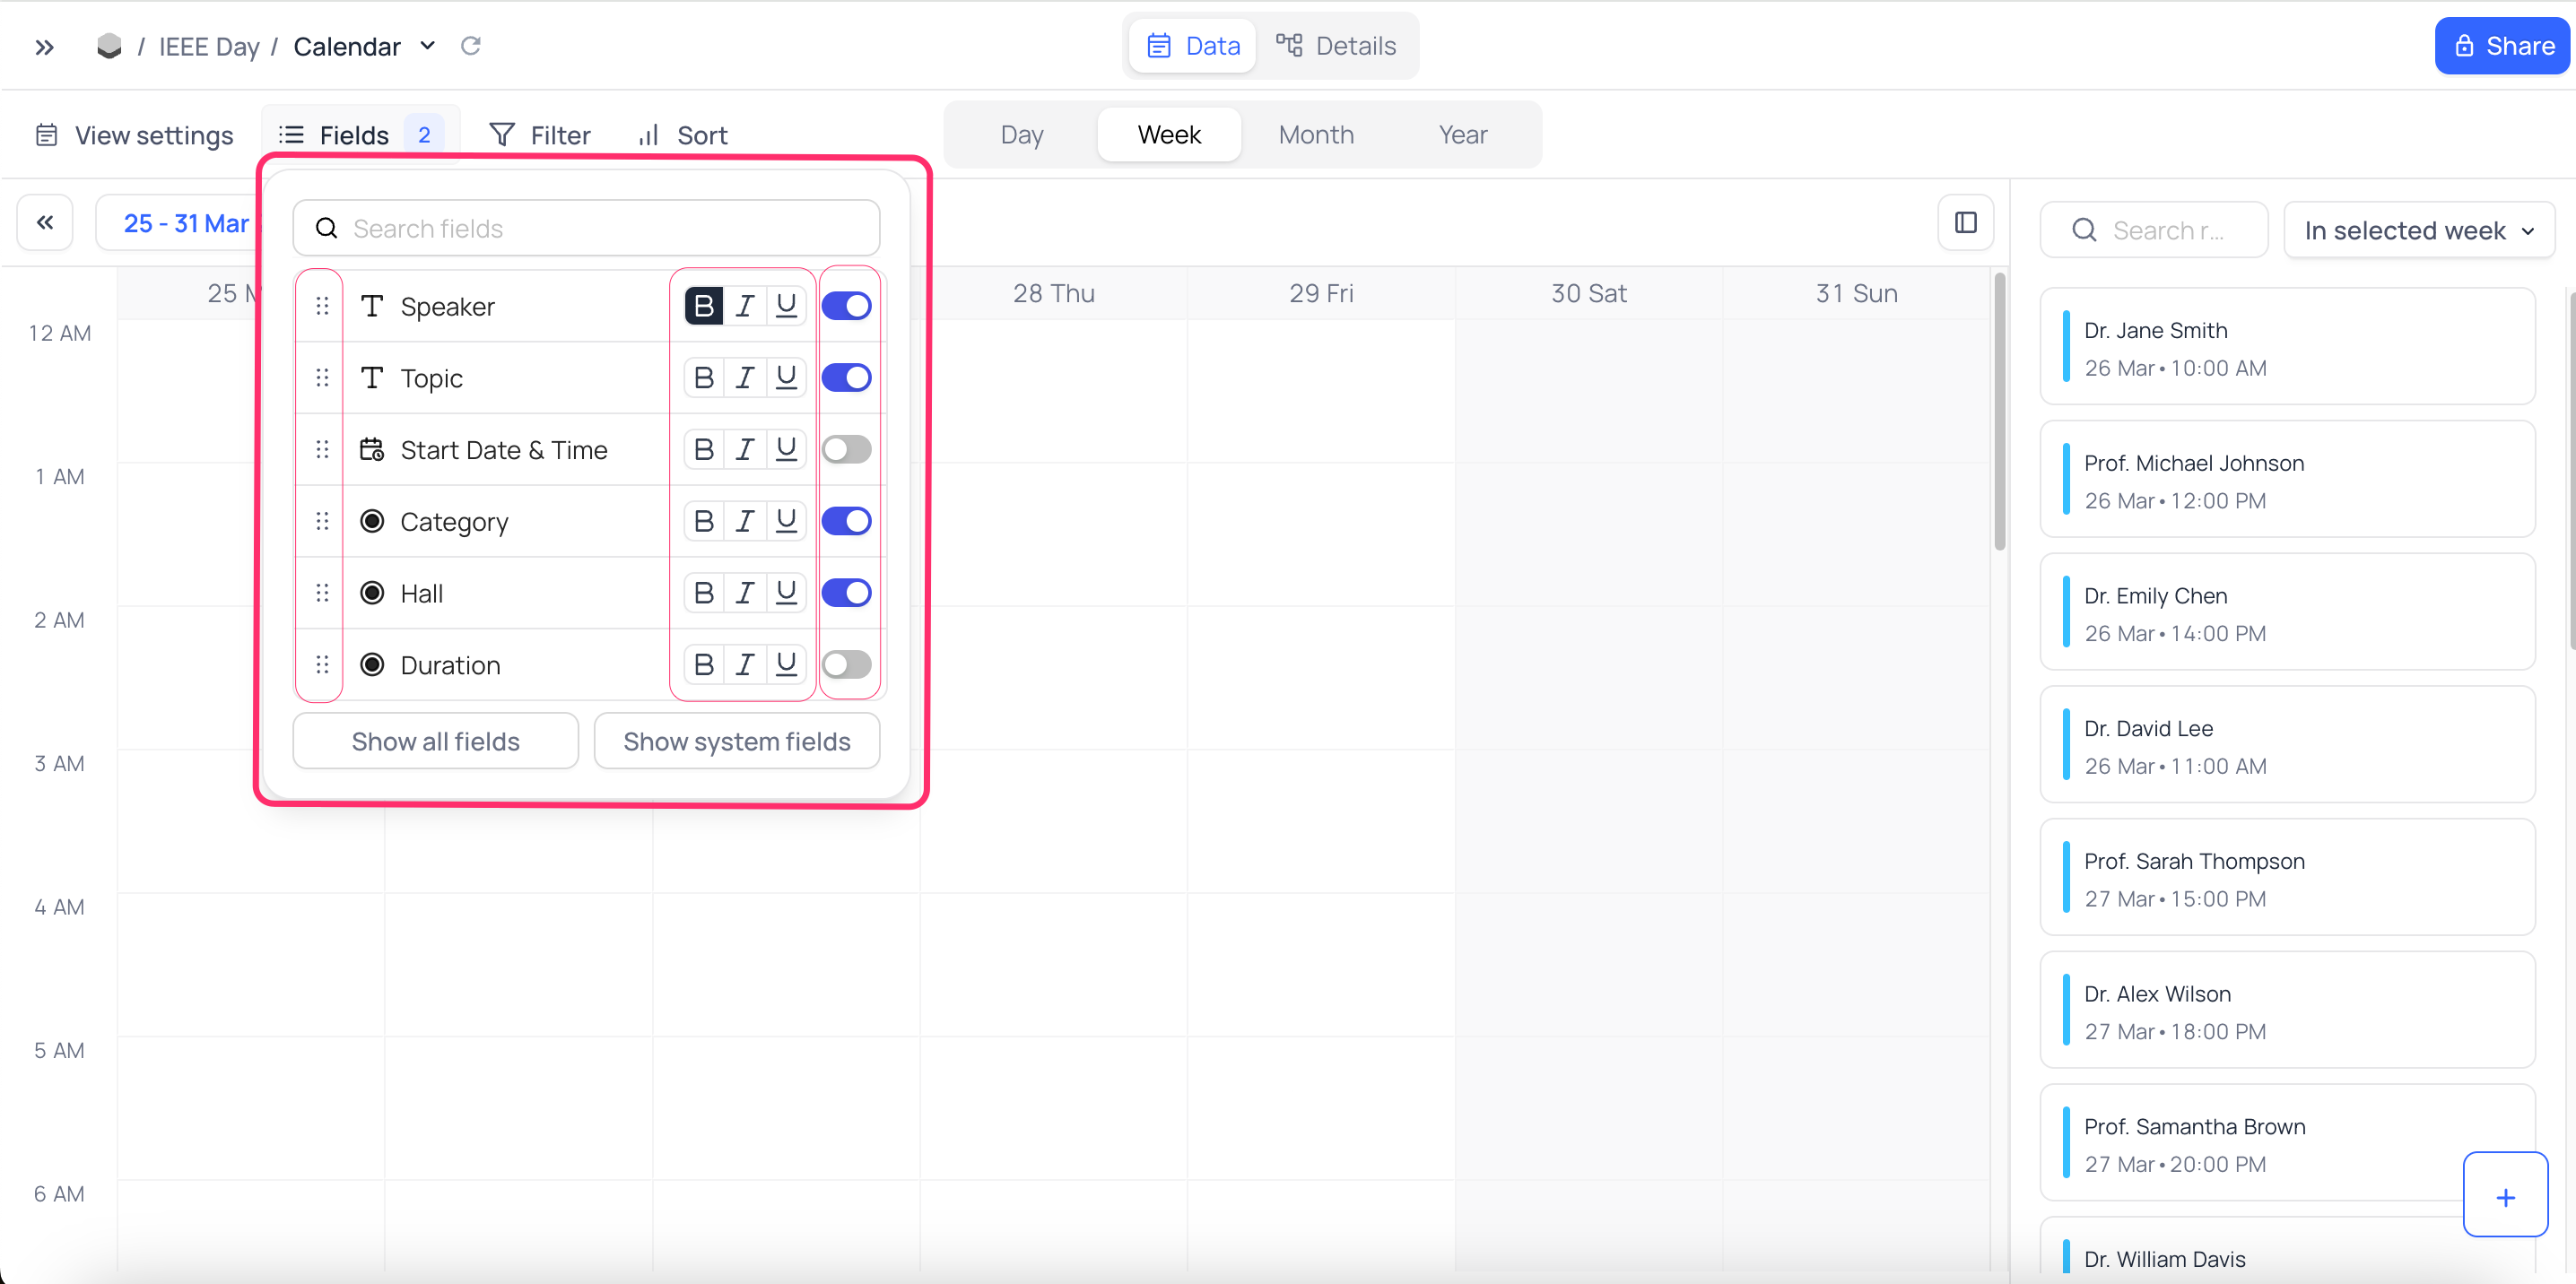 / IEEE Day / Calendar
Data
Details
Share
View settings
Fields 2
Filter
Sort
Day
Week
Month
Year
25 - 31 Mar
Search fields
Speaker B I U
Topic B I U
Start Date & Time B I U
Category B I U
Hall B I U
Duration B I U
Show all fields
Show system fields
25 M
28 Thu
29 Fri
30 Sat
31 Sun
12 AM
1 AM
2 AM
3 AM
4 AM
5 AM
6 AM
Search r...
In selected week
Dr. Jane Smith
26 Mar • 10:00 AM
Prof. Michael Johnson
26 Mar • 12:00 PM
Dr. Emily Chen
26 Mar • 14:00 PM
Dr. David Lee
26 Mar • 11:00 AM
Prof. Sarah Thompson
27 Mar • 15:00 PM
Dr. Alex Wilson
27 Mar • 18:00 PM
Prof. Samantha Brown
27 Mar • 20:00 PM
Dr. William Davis
+